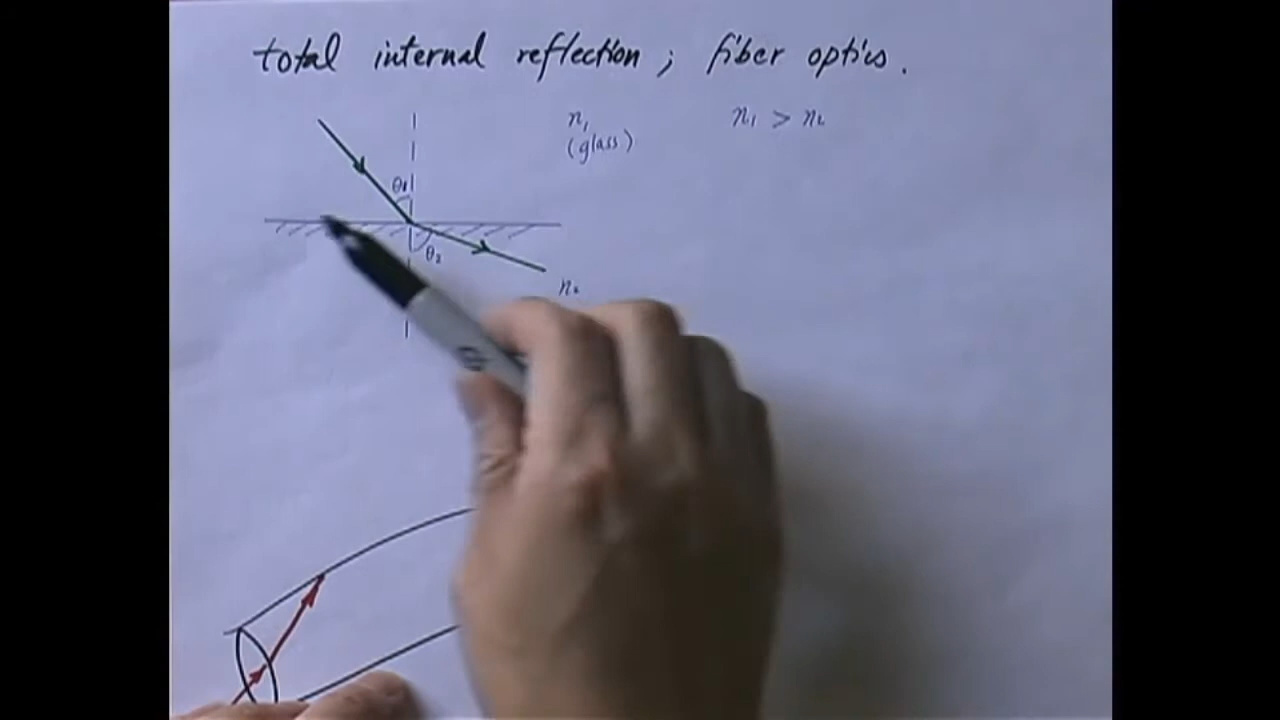 total internal reflection ; fiber optics .
n₁ n₁ > n₂
(glass)
θ₁
θ₂
n₂